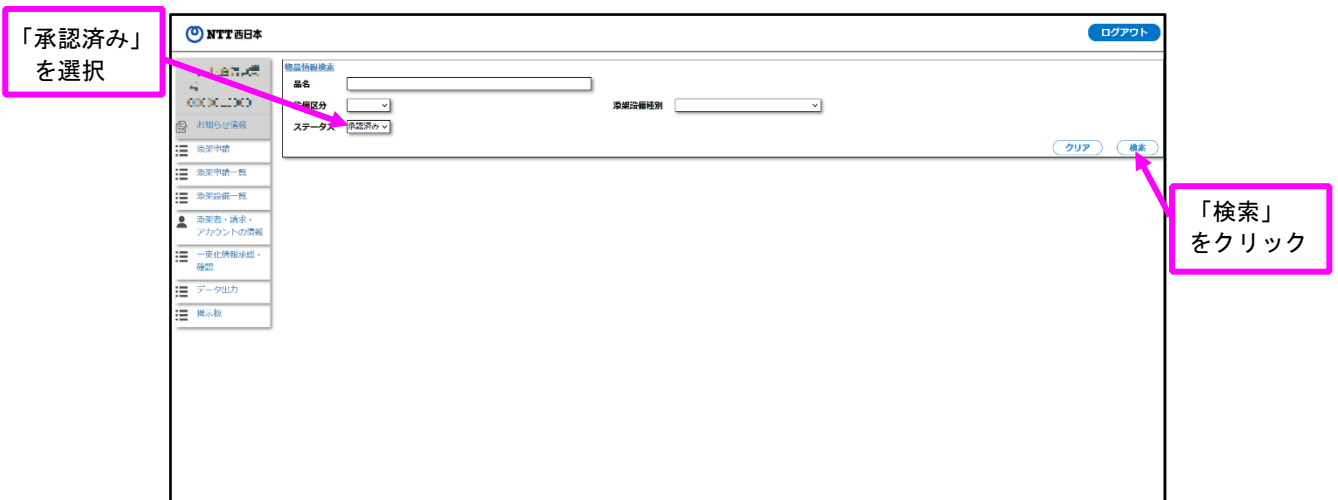 「承認済み」
を選択
NTT西日本
ログアウト
物品情報検索
品名
設備区分
添架設備種別
ステータス 承認済み
クリア 検索
お知らせ情報
添架申請
添架申請一覧
添架設備一覧
添架者・請求・
アカウントの情報
一束化情報承認・
確認
データ出力
掲示板
「検索」
をクリック